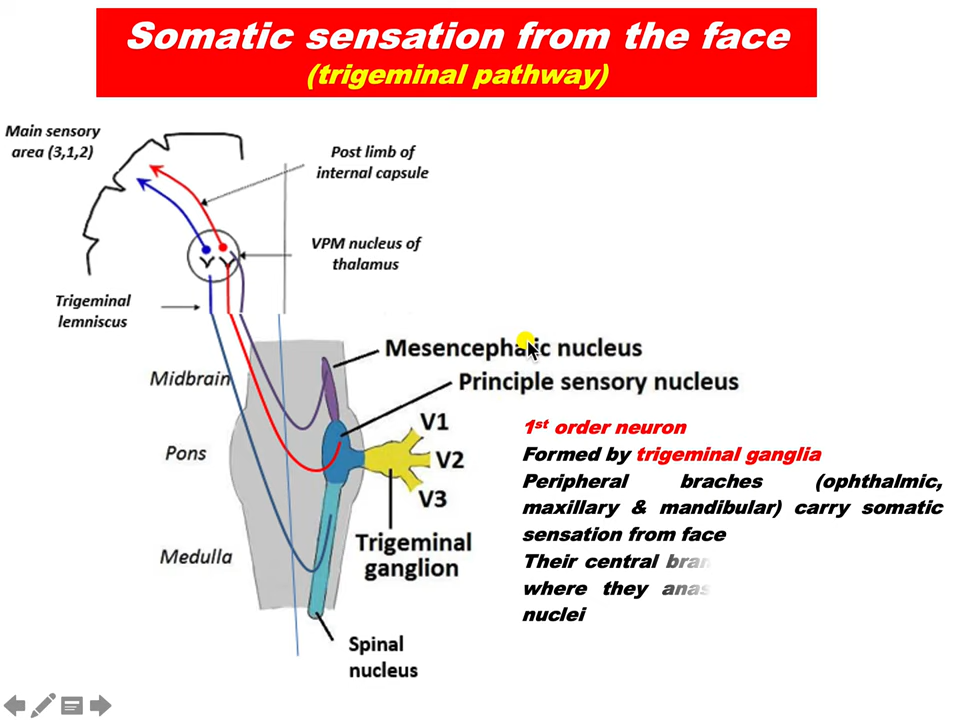 Somatic sensation from the face
(trigeminal pathway)
Main sensory
area (3,1,2)
Post limb of
internal capsule
VPM nucleus of
thalamus
Trigeminal
lemniscus
Mesencephalic nucleus
Principle sensory nucleus
Midbrain
V1
Pons
V2
V3
Medulla
Trigeminal
ganglion
Spinal
nucleus
1st order neuron
Formed by trigeminal ganglia
Peripheral braches (ophthalmic,
maxillary & mandibular) carry somatic
sensation from face
Their central
where they
nuclei